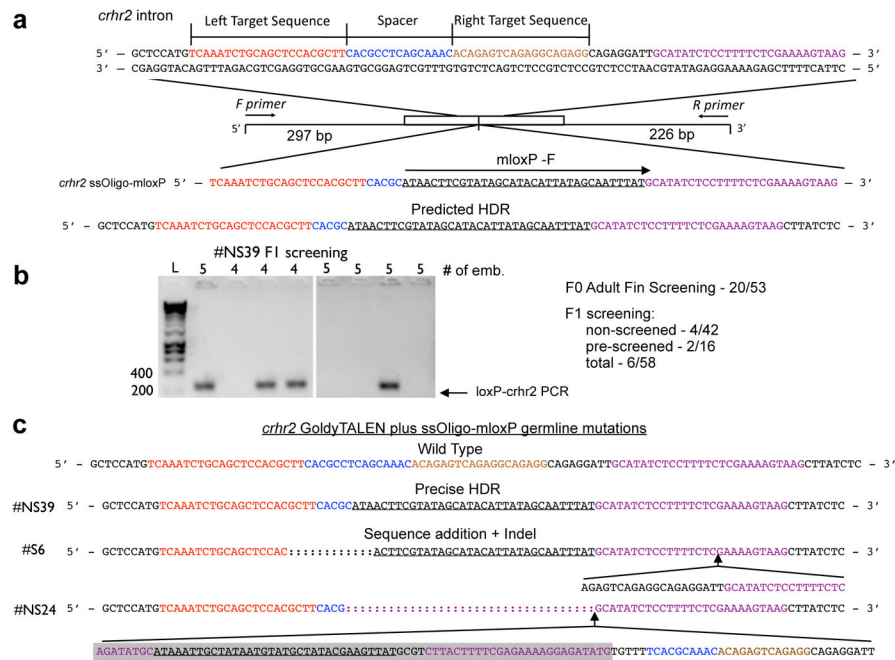 a
crhr2 intron
Left Target Sequence Spacer Right Target Sequence
5’ – GCTCCATGTCAAATCTGCAGCTCCACGCTTCACGCCTCAGCAAACACAGAGTCAGAGGCAGAGGCAGAGGATTGCATATCTCCTTTTCTCGAAAAGTAAG – 3’
3’ – CGAGGTACAGTTTAGACGTCGAGGTGCGAAGTGCGGAGTCGTTTGTGTCTCAGTCTCCGTCTCCGTCTCCTAACGTATAGAGGAAAAGAGCTTTTCATTC – 5’
F primer R primer
5’ 297 bp 226 bp 3’
mloxP -F
crhr2 ssOligo-mloxP 5’ – TCAAATCTGCAGCTCCACGCTTCACGCATAACTTCGTATAGCATACATTATAGCAATTTATGCATATCTCCTTTTCTCGAAAAGTAAG – 3’
Predicted HDR
5’ – GCTCCATGTCAAATCTGCAGCTCCACGCTTCACGCATAACTTCGTATAGCATACATTATAGCAATTTATGCATATCTCCTTTTCTCGAAAAGTAAGCTTATCTC – 3’
b
#NS39 F1 screening
L 5 4 4 4 5 5 5 5 # of emb.
400
200
loxP-crhr2 PCR
F0 Adult Fin Screening - 20/53
F1 screening:
non-screened - 4/42
pre-screened - 2/16
total - 6/58
c
crhr2 GoldyTALEN plus ssOligo-mloxP germline mutations
Wild Type
5’ – GCTCCATGTCAAATCTGCAGCTCCACGCTTCACGCCTCAGCAAACACAGAGTCAGAGGCAGAGGCAGAGGATTGCATATCTCCTTTTCTCGAAAAGTAAGCTTATCTC – 3’
Precise HDR
#NS39 5’ – GCTCCATGTCAAATCTGCAGCTCCACGCTTCACGCATAACTTCGTATAGCATACATTATAGCAATTTATGCATATCTCCTTTTCTCGAAAAGTAAGCTTATCTC – 3’
Sequence addition + Indel
#S6 5’ – GCTCCATGTCAAATCTGCAGCTCCAC::::::::::::ACTTCGTATAGCATACATTATAGCAATTTATGCATATCTCCTTTTCTCGAAAAGTAAGCTTATCTC – 3’
AGAGTCAGAGGCAGAGGATTGCATATCTCCTTTTCTC
#NS24 5’ – GCTCCATGTCAAATCTGCAGCTCCACGCTTCACG:::::::::::::::::::::::::::::::::::GCATATCTCCTTTTCTCGAAAAGTAAGCTTATCTC – 3’
AGATATGCATAAATTGCTATAATGTATGCTATACGAAGTTATGCGTCTTACTTTTCGAGAAAAGGAGATATGTGTTTTCACGCAAACACAGAGTCAGAGGCAGAGGATT